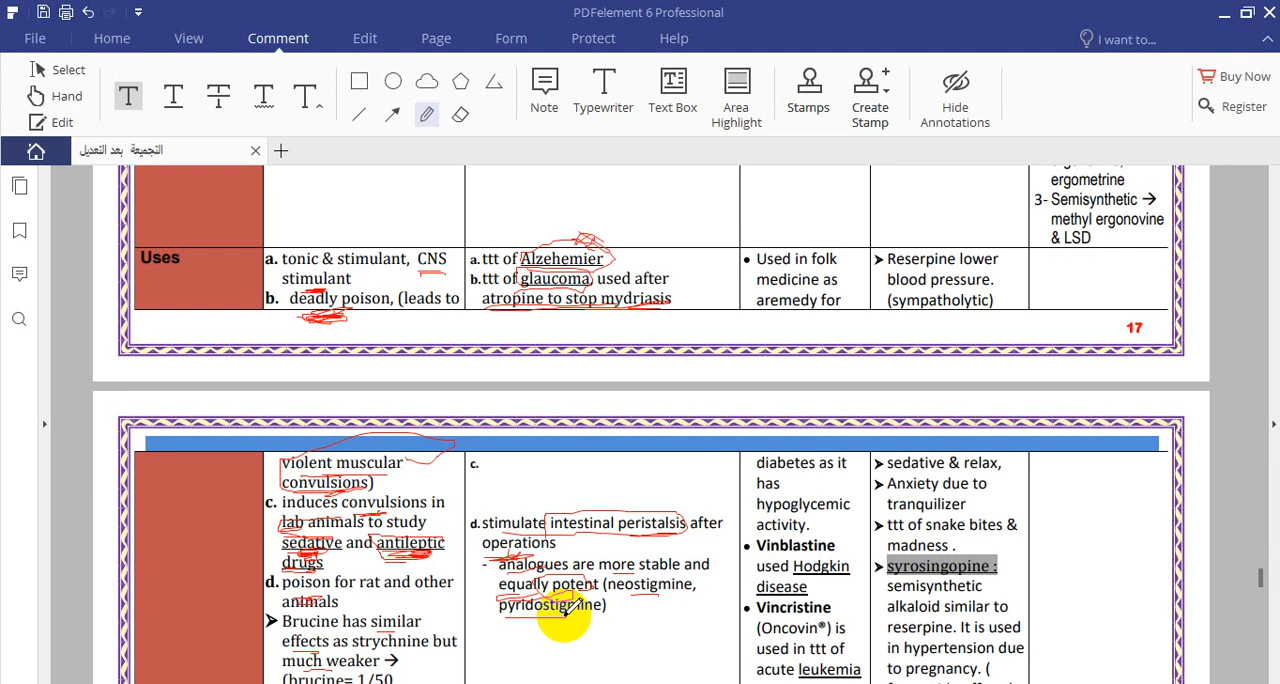 PDFelement 6 Professional
File Home View Comment Edit Page Form Protect Help I want to...
Select
Hand
Edit
Note Typewriter Text Box Area Highlight Stamps Create Stamp Hide Annotations
Buy Now
Register
التجميعة بعد التعديل
ergometrine
3- Semisynthetic →
methyl ergonovine
& LSD
Uses
a. tonic & stimulant, CNS
stimulant
b. deadly poison, (leads to
a. ttt of Alzehemier
b. ttt of glaucoma, used after
atropine to stop mydriasis
• Used in folk
medicine as
aremedy for
➢ Reserpine lower
blood pressure.
(sympatholytic)
17
violent muscular
convulsions)
c. induces convulsions in
lab animals to study
sedative and antileptic
drugs
d. poison for rat and other
animals
➢ Brucine has similar
effects as strychnine but
much weaker →
(brucine= 1/50
c.
d. stimulate intestinal peristalsis after
operations
- analogues are more stable and
equally potent (neostigmine,
pyridostigmine)
diabetes as it
has
hypoglycemic
activity.
• Vinblastine
used Hodgkin
disease
• Vincristine
(Oncovin®) is
used in ttt of
acute leukemia
➢ sedative & relax,
➢ Anxiety due to
tranquilizer
➢ ttt of snake bites &
madness .
➢ syrosingopine :
semisynthetic
alkaloid similar to
reserpine. It is used
in hypertension due
to pregnancy. (